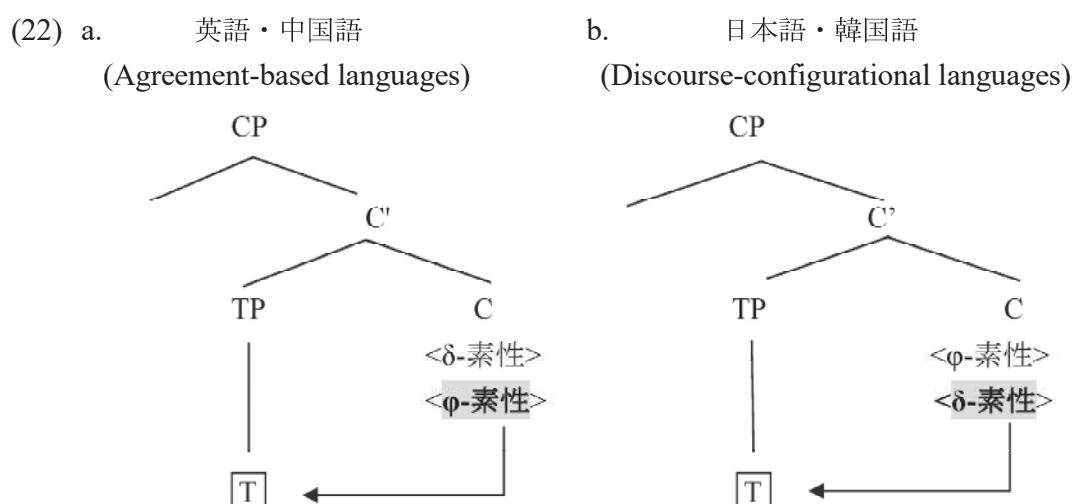 (22) a. 英語・中国語 b. 日本語・韓国語
(Agreement-based languages) (Discourse-configurational languages)
CP CP
C' C’
TP C TP C
<δ-素性> <φ-素性>
<φ-素性> <δ-素性>
T T